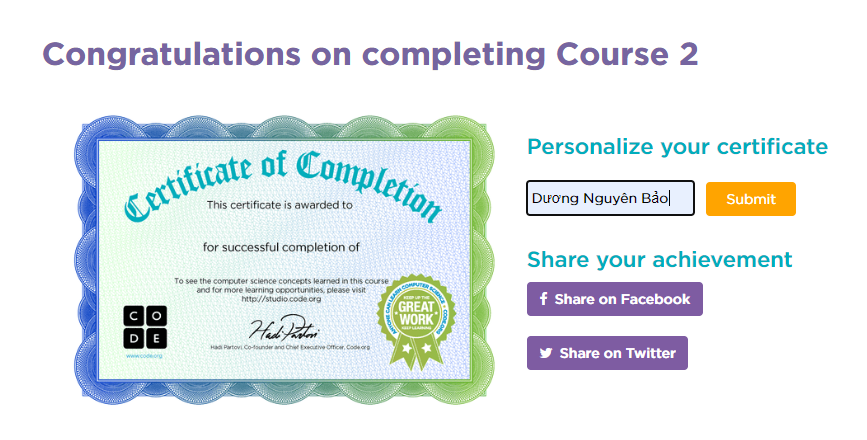 Congratulations on completing Course 2
Certificate of Completion
This certificate is awarded to
for successful completion of
To see the computer science concepts learned in this course
and for more learning opportunities, please visit
http://studio.code.org
C O
D E
www.code.org
Hadi Partovi
Hadi Partovi, Co-founder and Chief Executive Officer, Code.org
ANYONE CAN LEARN COMPUTER SCIENCE • CODE.ORG
KEEP UP THE
GREAT
WORK
KEEP LEARNING
Personalize your certificate
Dương Nguyên Bảo
Submit
Share your achievement
f Share on Facebook
Share on Twitter